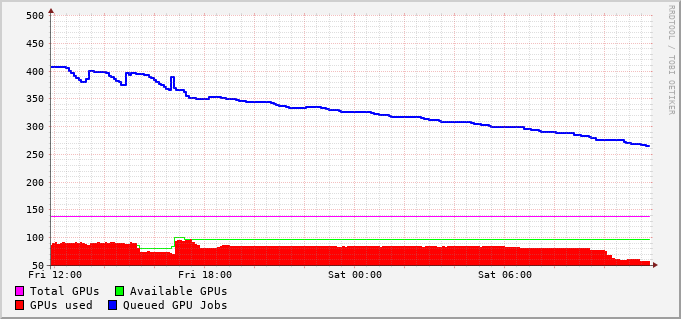 RRDTOOL / TOBI OETIKER
500
450
400
350
300
250
200
150
100
50
Fri 12:00 Fri 18:00 Sat 00:00 Sat 06:00
Total GPUs Available GPUs
GPUs used Queued GPU Jobs